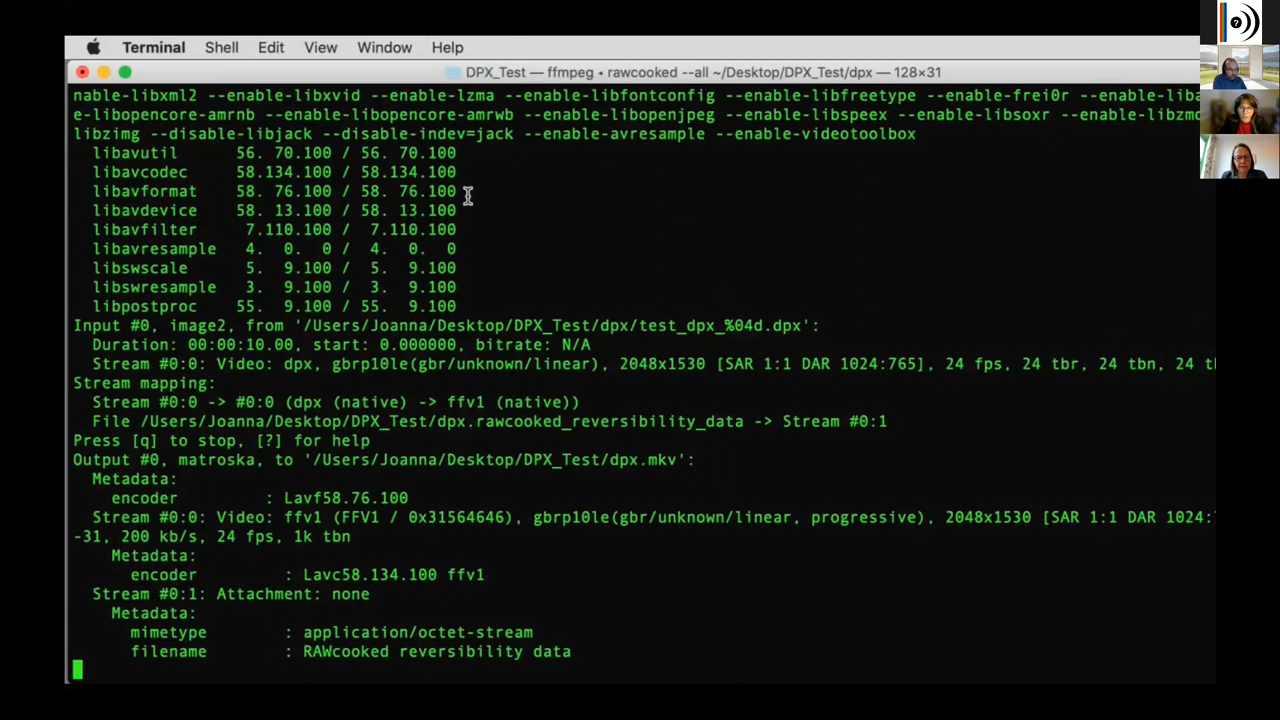 Terminal Shell Edit View Window Help
DPX_Test — ffmpeg ◂ rawcooked --all ~/Desktop/DPX_Test/dpx — 128×31
nable-libxml2 --enable-libxvid --enable-lzma --enable-libfontconfig --enable-libfreetype --enable-frei0r --enable-liba
e-libopencore-amrnb --enable-libopencore-amrwb --enable-libopenjpeg --enable-libspeex --enable-libsoxr --enable-libzmq
libzimg --disable-libjack --disable-indev=jack --enable-avresample --enable-videotoolbox
libavutil 56. 70.100 / 56. 70.100
libavcodec 58.134.100 / 58.134.100
libavformat 58. 76.100 / 58. 76.100
libavdevice 58. 13.100 / 58. 13.100
libavfilter 7.110.100 / 7.110.100
libavresample 4. 0. 0 / 4. 0. 0
libswscale 5. 9.100 / 5. 9.100
libswresample 3. 9.100 / 3. 9.100
libpostproc 55. 9.100 / 55. 9.100
Input #0, image2, from '/Users/Joanna/Desktop/DPX_Test/dpx/test_dpx_%04d.dpx':
Duration: 00:00:10.00, start: 0.000000, bitrate: N/A
Stream #0:0: Video: dpx, gbrp10le(gbr/unknown/linear), 2048x1530 [SAR 1:1 DAR 1024:765], 24 fps, 24 tbr, 24 tbn, 24 t
Stream mapping:
Stream #0:0 -> #0:0 (dpx (native) -> ffv1 (native))
File /Users/Joanna/Desktop/DPX_Test/dpx.rawcooked_reversibility_data -> Stream #0:1
Press [q] to stop, [?] for help
Output #0, matroska, to '/Users/Joanna/Desktop/DPX_Test/dpx.mkv':
Metadata:
encoder : Lavf58.76.100
Stream #0:0: Video: ffv1 (FFV1 / 0x31564646), gbrp10le(gbr/unknown/linear, progressive), 2048x1530 [SAR 1:1 DAR 1024:
-31, 200 kb/s, 24 fps, 1k tbn
Metadata:
encoder : Lavc58.134.100 ffv1
Stream #0:1: Attachment: none
Metadata:
mimetype : application/octet-stream
filename : RAWcooked reversibility data